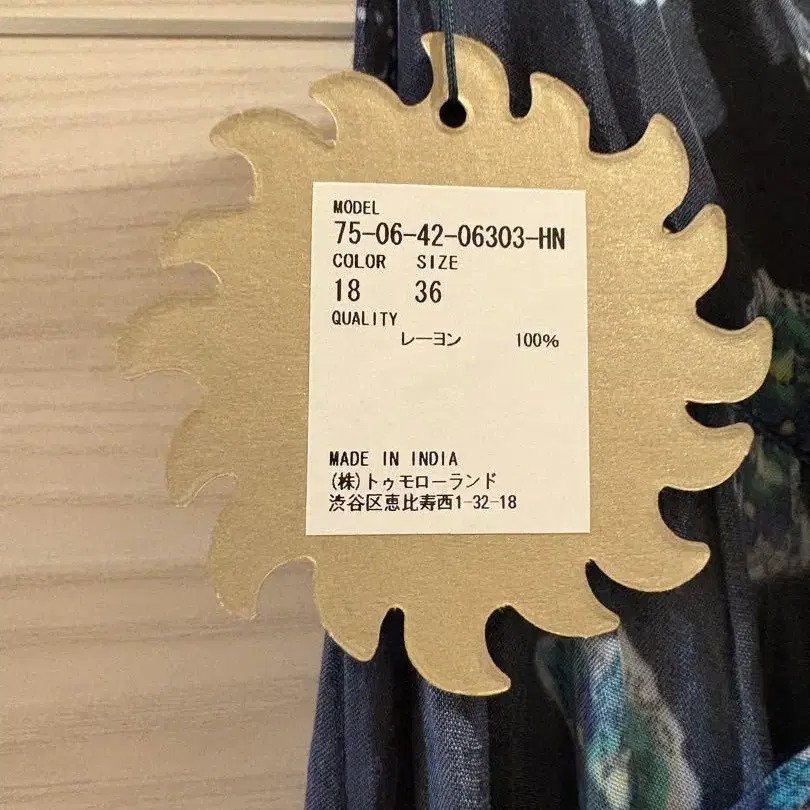 MODEL
75-06-42-06303-HN
COLOR SIZE
18 36
QUALITY
レーヨン 100%
MADE IN INDIA
(株)トゥモローランド
渋谷区恵比寿西1-32-18